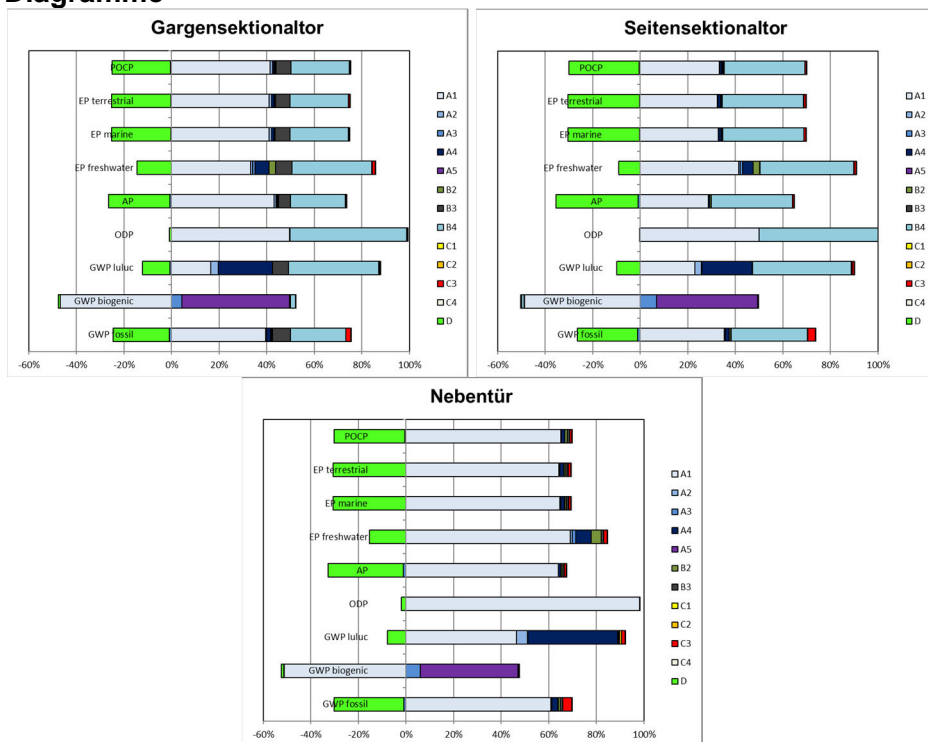 Diagramme
Gargensektionaltor
POCP
EP terrestrial
EP marine
EP freshwater
AP
ODP
GWP luluc
GWP biogenic
GWP fossil
-60% -40% -20% 0% 20% 40% 60% 80% 100%
A1
A2
A3
A4
A5
B2
B3
B4
C1
C2
C3
C4
D
Seitensektionaltor
POCP
EP terrestrial
EP marine
EP freshwater
AP
ODP
GWP luluc
GWP biogenic
GWP fossil
-60% -40% -20% 0% 20% 40% 60% 80% 100%
A1
A2
A3
A4
A5
B2
B3
B4
C1
C2
C3
C4
D
Nebentür
POCP
EP terrestrial
EP marine
EP freshwater
AP
ODP
GWP luluc
GWP biogenic
GWP fossil
-60% -40% -20% 0% 20% 40% 60% 80% 100%
A1
A2
A3
A4
A5
B2
B3
C1
C2
C3
C4
D